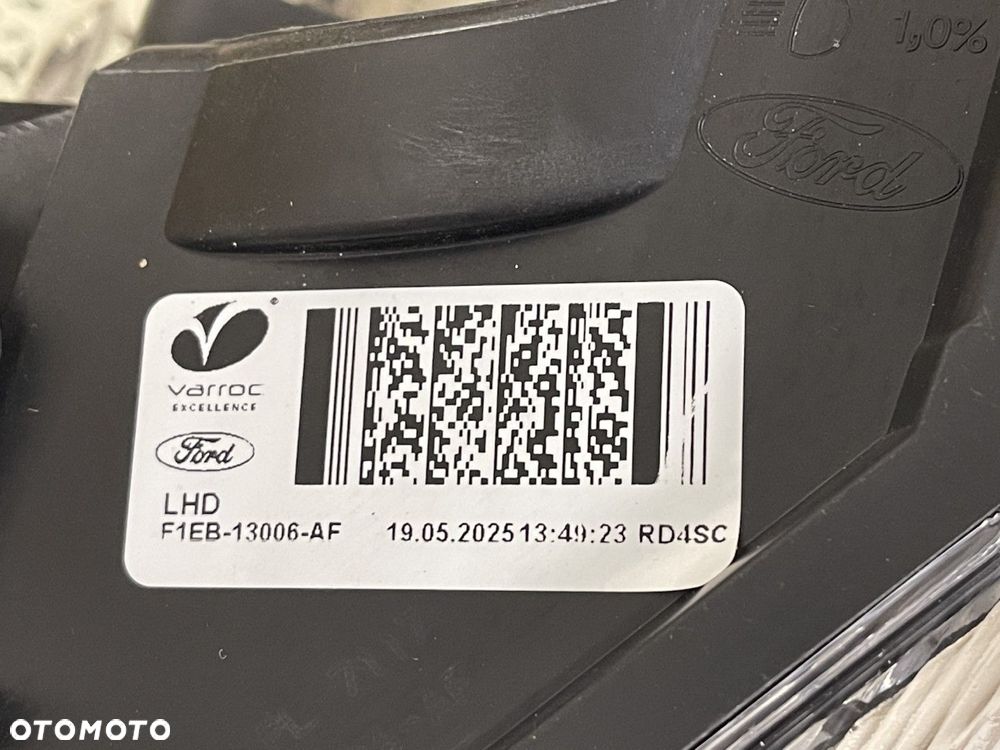 1,0%
Ford
varroc
EXCELLENCE
Ford
LHD
F1EB-13006-AF 19.05.2025 13:49:23 RD4SC
OTOMOTO